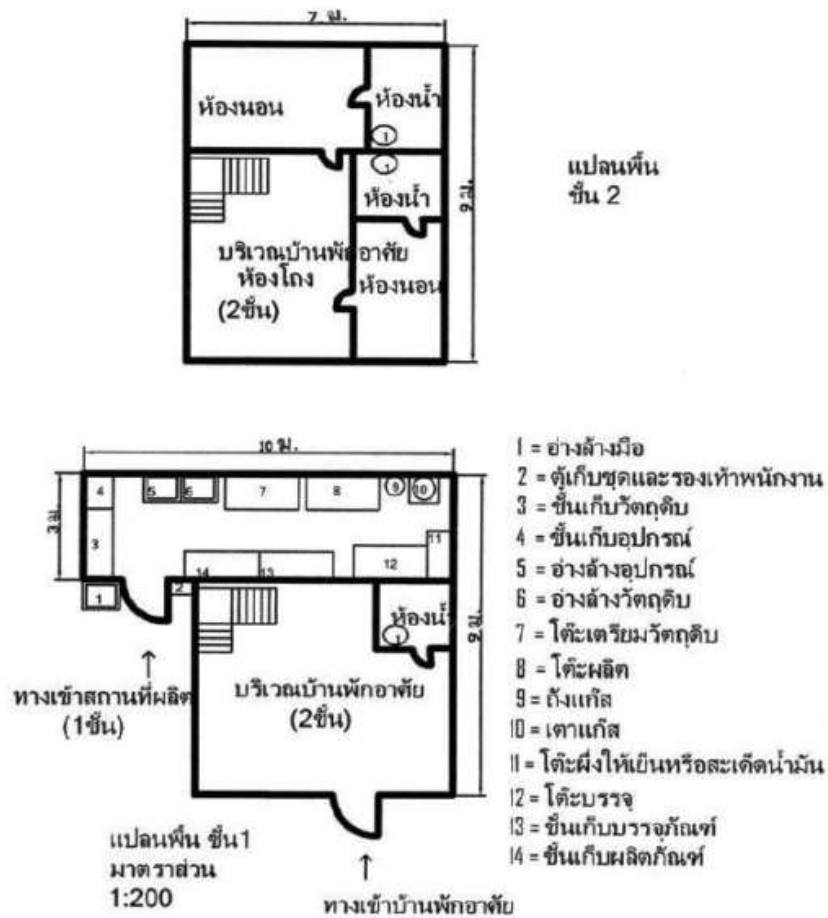 7 ม.
ห้องนอน
ห้องน้ำ
1
1
ห้องน้ำ
9 ม.
บริเวณบ้านพักอาศัย
ห้องโถง
(2ชั้น)
ห้องนอน
แปลนพื้น
ชั้น 2
10 ม.
3 ม.
4
5
6
7
8
9
10
3
11
14
13
12
1
2
ห้องน้ำ
1
9 ม.
ทางเข้าสถานที่ผลิต
(1ชั้น)
บริเวณบ้านพักอาศัย
(2ชั้น)
แปลนพื้น ชั้น1
มาตราส่วน
1:200
ทางเข้าบ้านพักอาศัย
1 = อ่างล้างมือ
2 = ตู้เก็บชุดและรองเท้าพนักงาน
3 = ชั้นเก็บวัตถุดิบ
4 = ชั้นเก็บอุปกรณ์
5 = อ่างล้างอุปกรณ์
6 = อ่างล้างวัตถุดิบ
7 = โต๊ะเตรียมวัตถุดิบ
8 = โต๊ะผลิต
9 = ถังแก๊ส
10 = เตาแก๊ส
11 = โต๊ะผึ่งให้เย็นหรือสะเด็ดน้ำมัน
12 = โต๊ะบรรจุ
13 = ชั้นเก็บบรรจุภัณฑ์
14 = ชั้นเก็บผลิตภัณฑ์